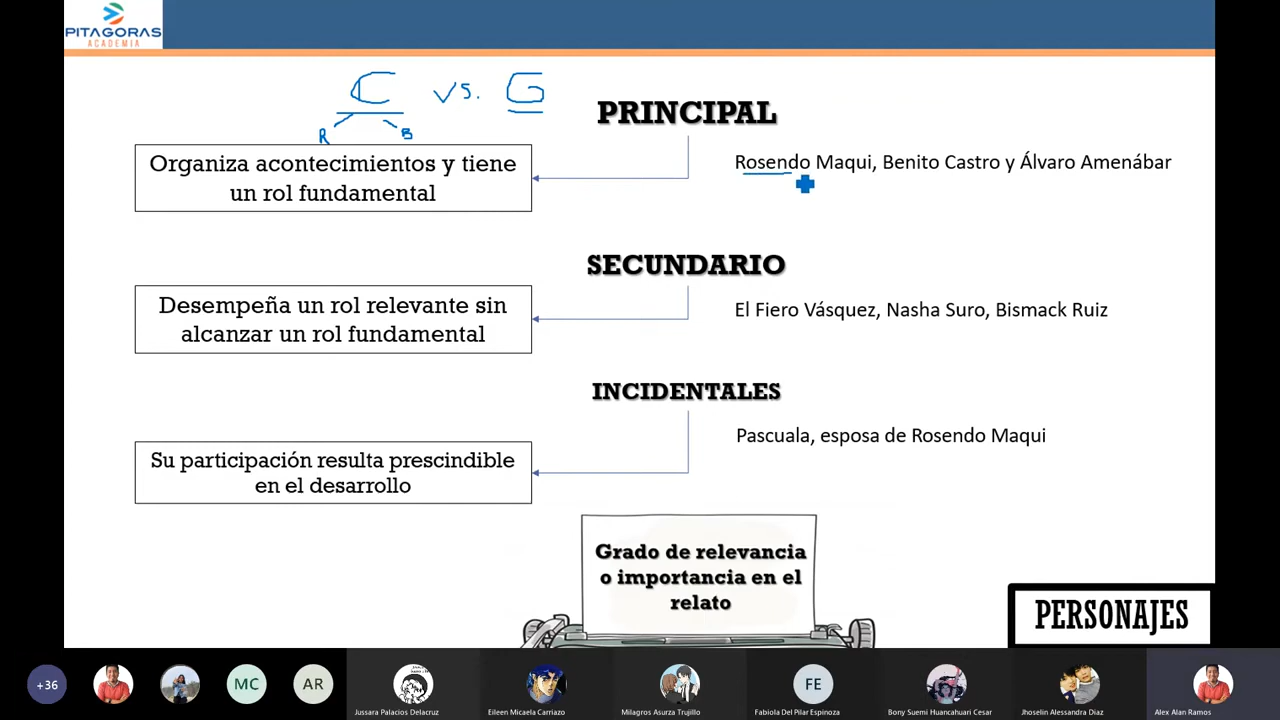 PITAGORAS
ACADEMIA
C vs. G
R B
PRINCIPAL
Organiza acontecimientos y tiene
un rol fundamental
Rosendo Maqui, Benito Castro y Álvaro Amenábar
SECUNDARIO
Desempeña un rol relevante sin
alcanzar un rol fundamental
El Fiero Vásquez, Nasha Suro, Bismack Ruiz
INCIDENTALES
Pascuala, esposa de Rosendo Maqui
Su participación resulta prescindible
en el desarrollo
Grado de relevancia
o importancia en el
relato
PERSONAJES
+36
MC
AR
FE
Jussara Palacios Delacruz
Eileen Micaela Carriazo
Milagros Asurza Trujillo
Fabiola Del Pilar Espinoza
Bony Suemi Huancahuari Cesar
Jhoselin Alessandra Diaz
Alex Alan Ramos